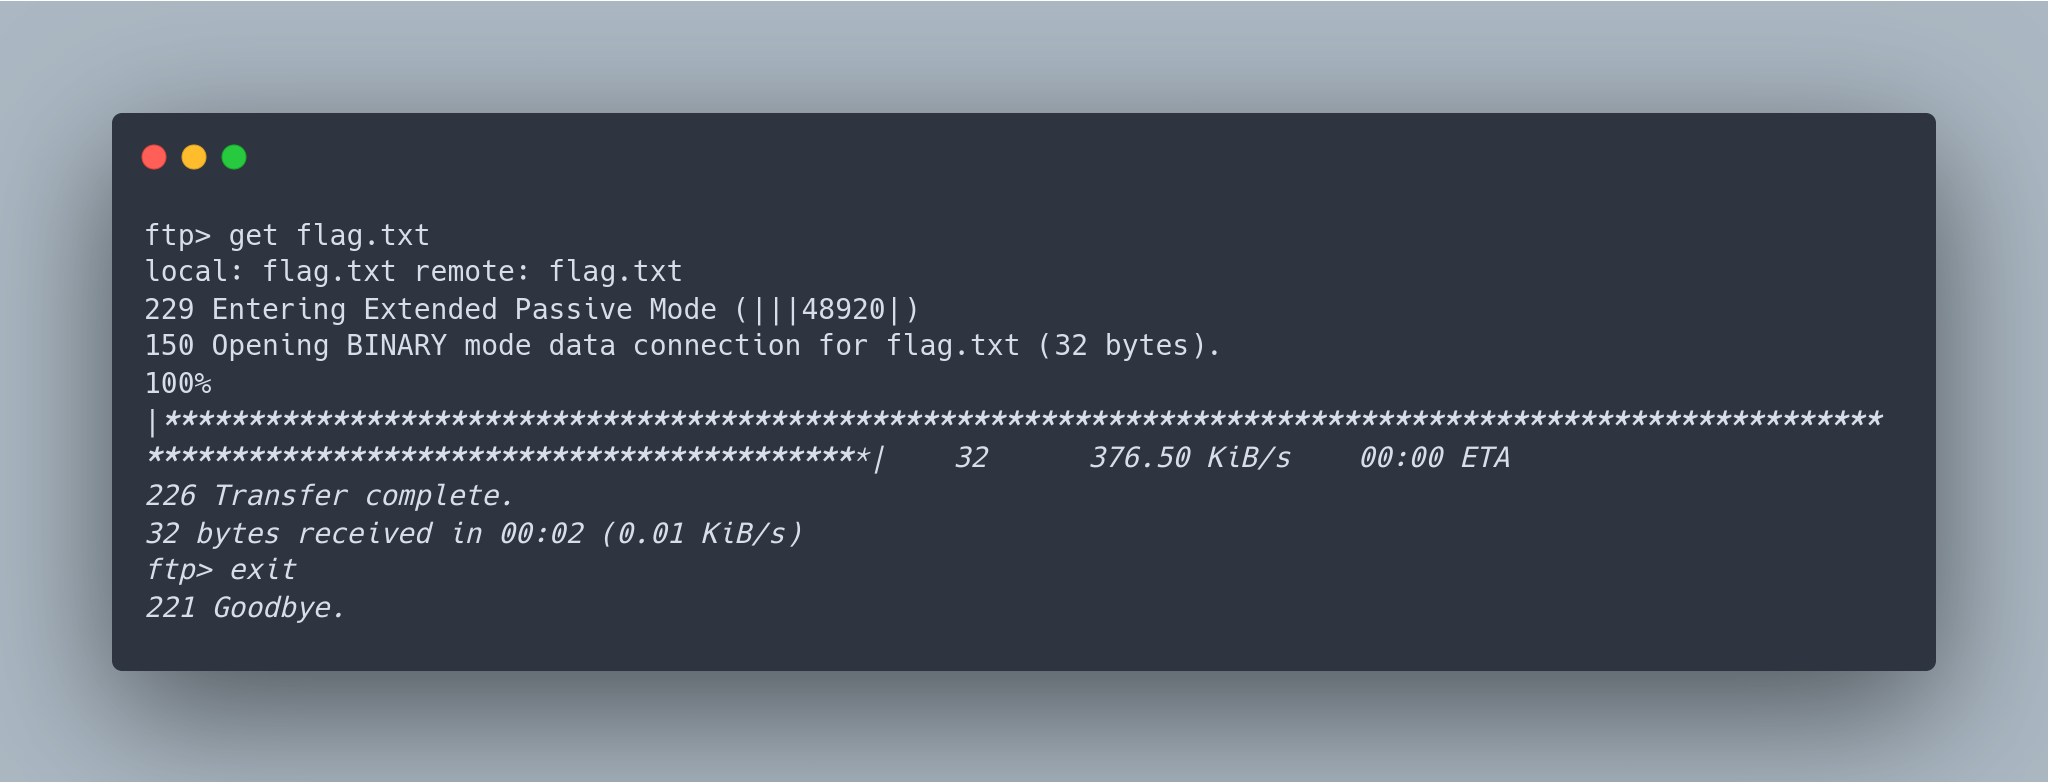 ftp> get flag.txt
local: flag.txt remote: flag.txt
229 Entering Extended Passive Mode (|||48920|)
150 Opening BINARY mode data connection for flag.txt (32 bytes).
100%
|*******************************************************************************************************
*******************************************|    32      376.50 KiB/s    00:00 ETA
226 Transfer complete.
32 bytes received in 00:02 (0.01 KiB/s)
ftp> exit
221 Goodbye.